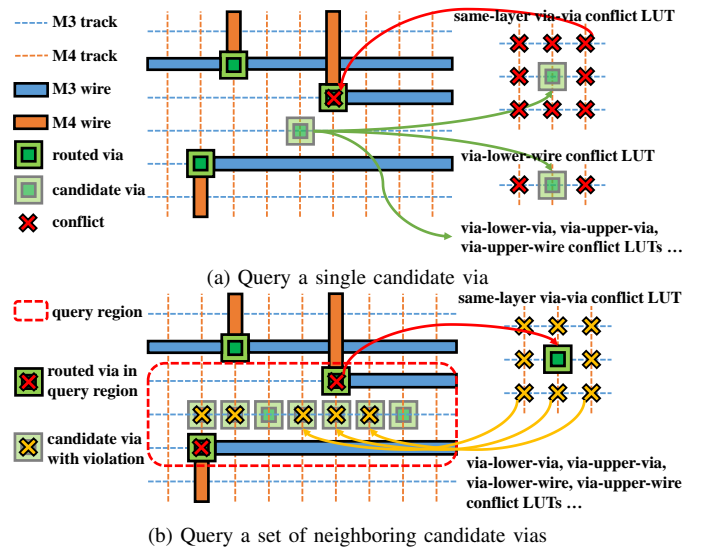 M3 track
M4 track
M3 wire
M4 wire
routed via
candidate via
conflict
same-layer via-via conflict LUT
via-lower-wire conflict LUT
via-lower-via, via-upper-via,
via-upper-wire conflict LUTs ...
(a) Query a single candidate via
query region
routed via in
query region
candidate via
with violation
same-layer via-via conflict LUT
via-lower-via, via-upper-via,
via-lower-wire, via-upper-wire
conflict LUTs ...
(b) Query a set of neighboring candidate vias